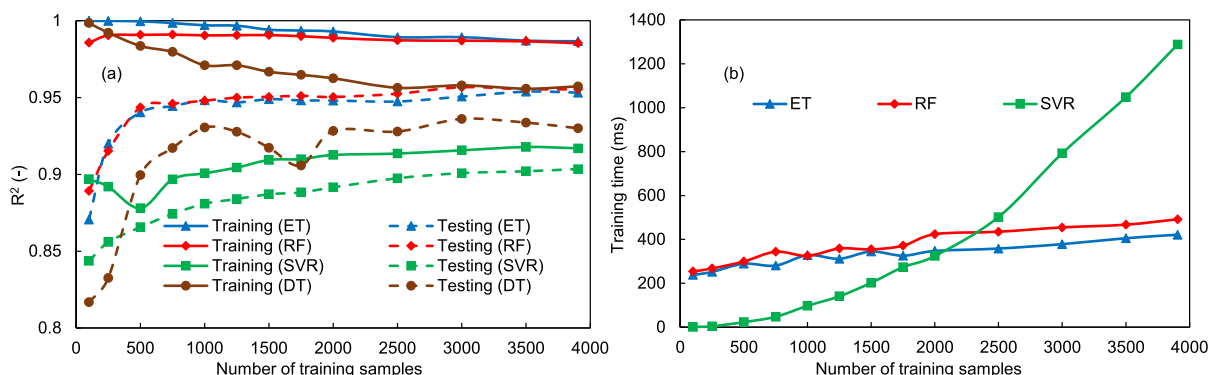 1
0.95
0.9
0.85
0.8
R² (-)
(a)
Training (ET)
Testing (ET)
Training (RF)
Testing (RF)
Training (SVR)
Testing (SVR)
Training (DT)
Testing (DT)
0 500 1000 1500 2000 2500 3000 3500 4000
Number of training samples
1400
1200
1000
800
600
400
200
0
Training time (ms)
(b)
ET RF SVR
0 500 1000 1500 2000 2500 3000 3500 4000
Number of training samples